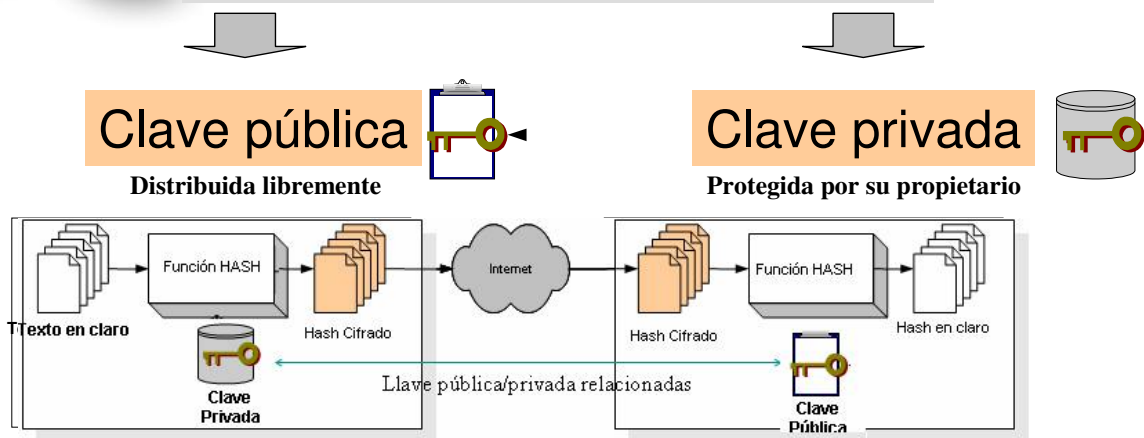 Clave pública
Clave privada
Distribuida libremente
Protegida por su propietario
Función HASH
Internet
Función HASH
TTexto en claro
Hash Cifrado
Hash Cifrado
Hash en claro
Llave pública/privada relacionadas
Clave
Privada
Clave
Pública